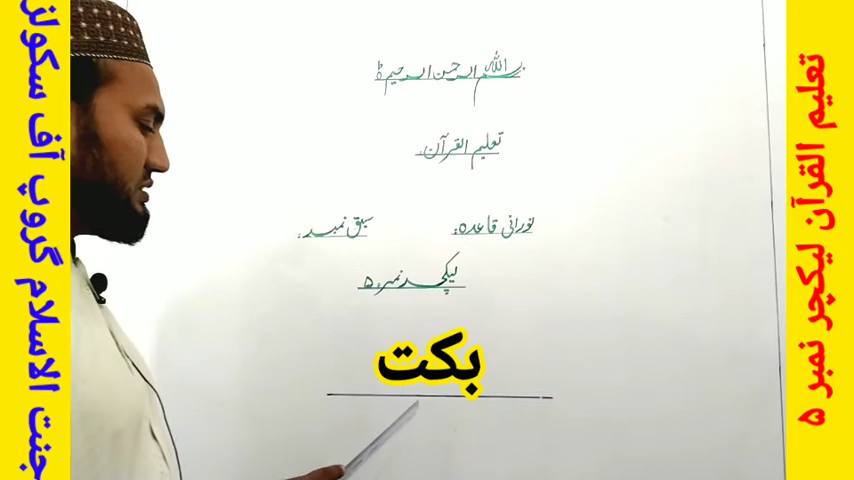 بسم الله الرحمن الرحیم ہ
تعلیم القرآن
نورانی قاعدہ: سبق نمبر:
لیکچر نمبر ۵
بکت
تعلیم القرآن لیکچر نمبر ۵
جنت الاسلام گروپ آف سکولز